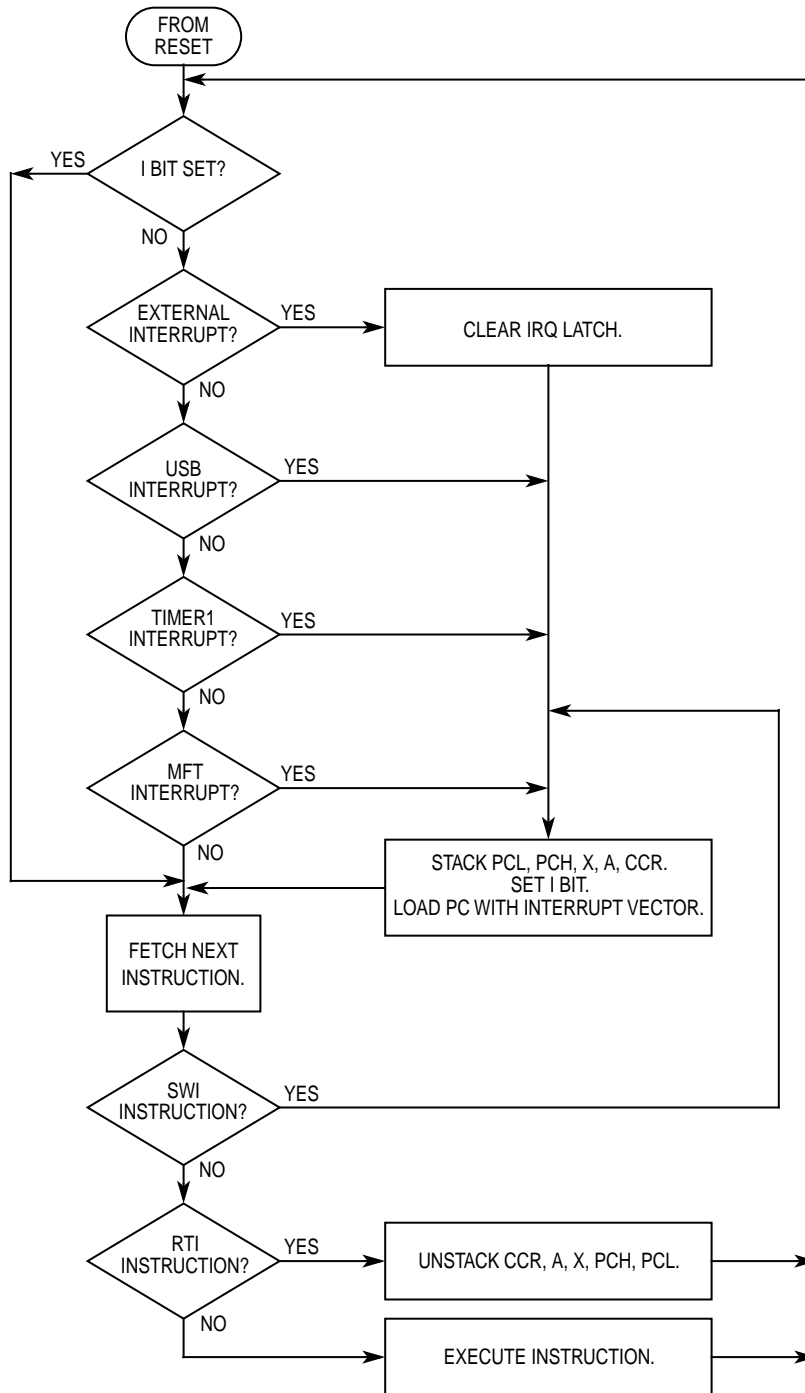 FROM
RESET
YES
I BIT SET?
NO
EXTERNAL
INTERRUPT?
YES
CLEAR IRQ LATCH.
NO
USB
INTERRUPT?
YES
NO
TIMER1
INTERRUPT?
YES
NO
MFT
INTERRUPT?
YES
NO
STACK PCL, PCH, X, A, CCR.
SET I BIT.
LOAD PC WITH INTERRUPT VECTOR.
FETCH NEXT
INSTRUCTION.
SWI
INSTRUCTION?
YES
NO
RTI
INSTRUCTION?
YES
UNSTACK CCR, A, X, PCH, PCL.
NO
EXECUTE INSTRUCTION.